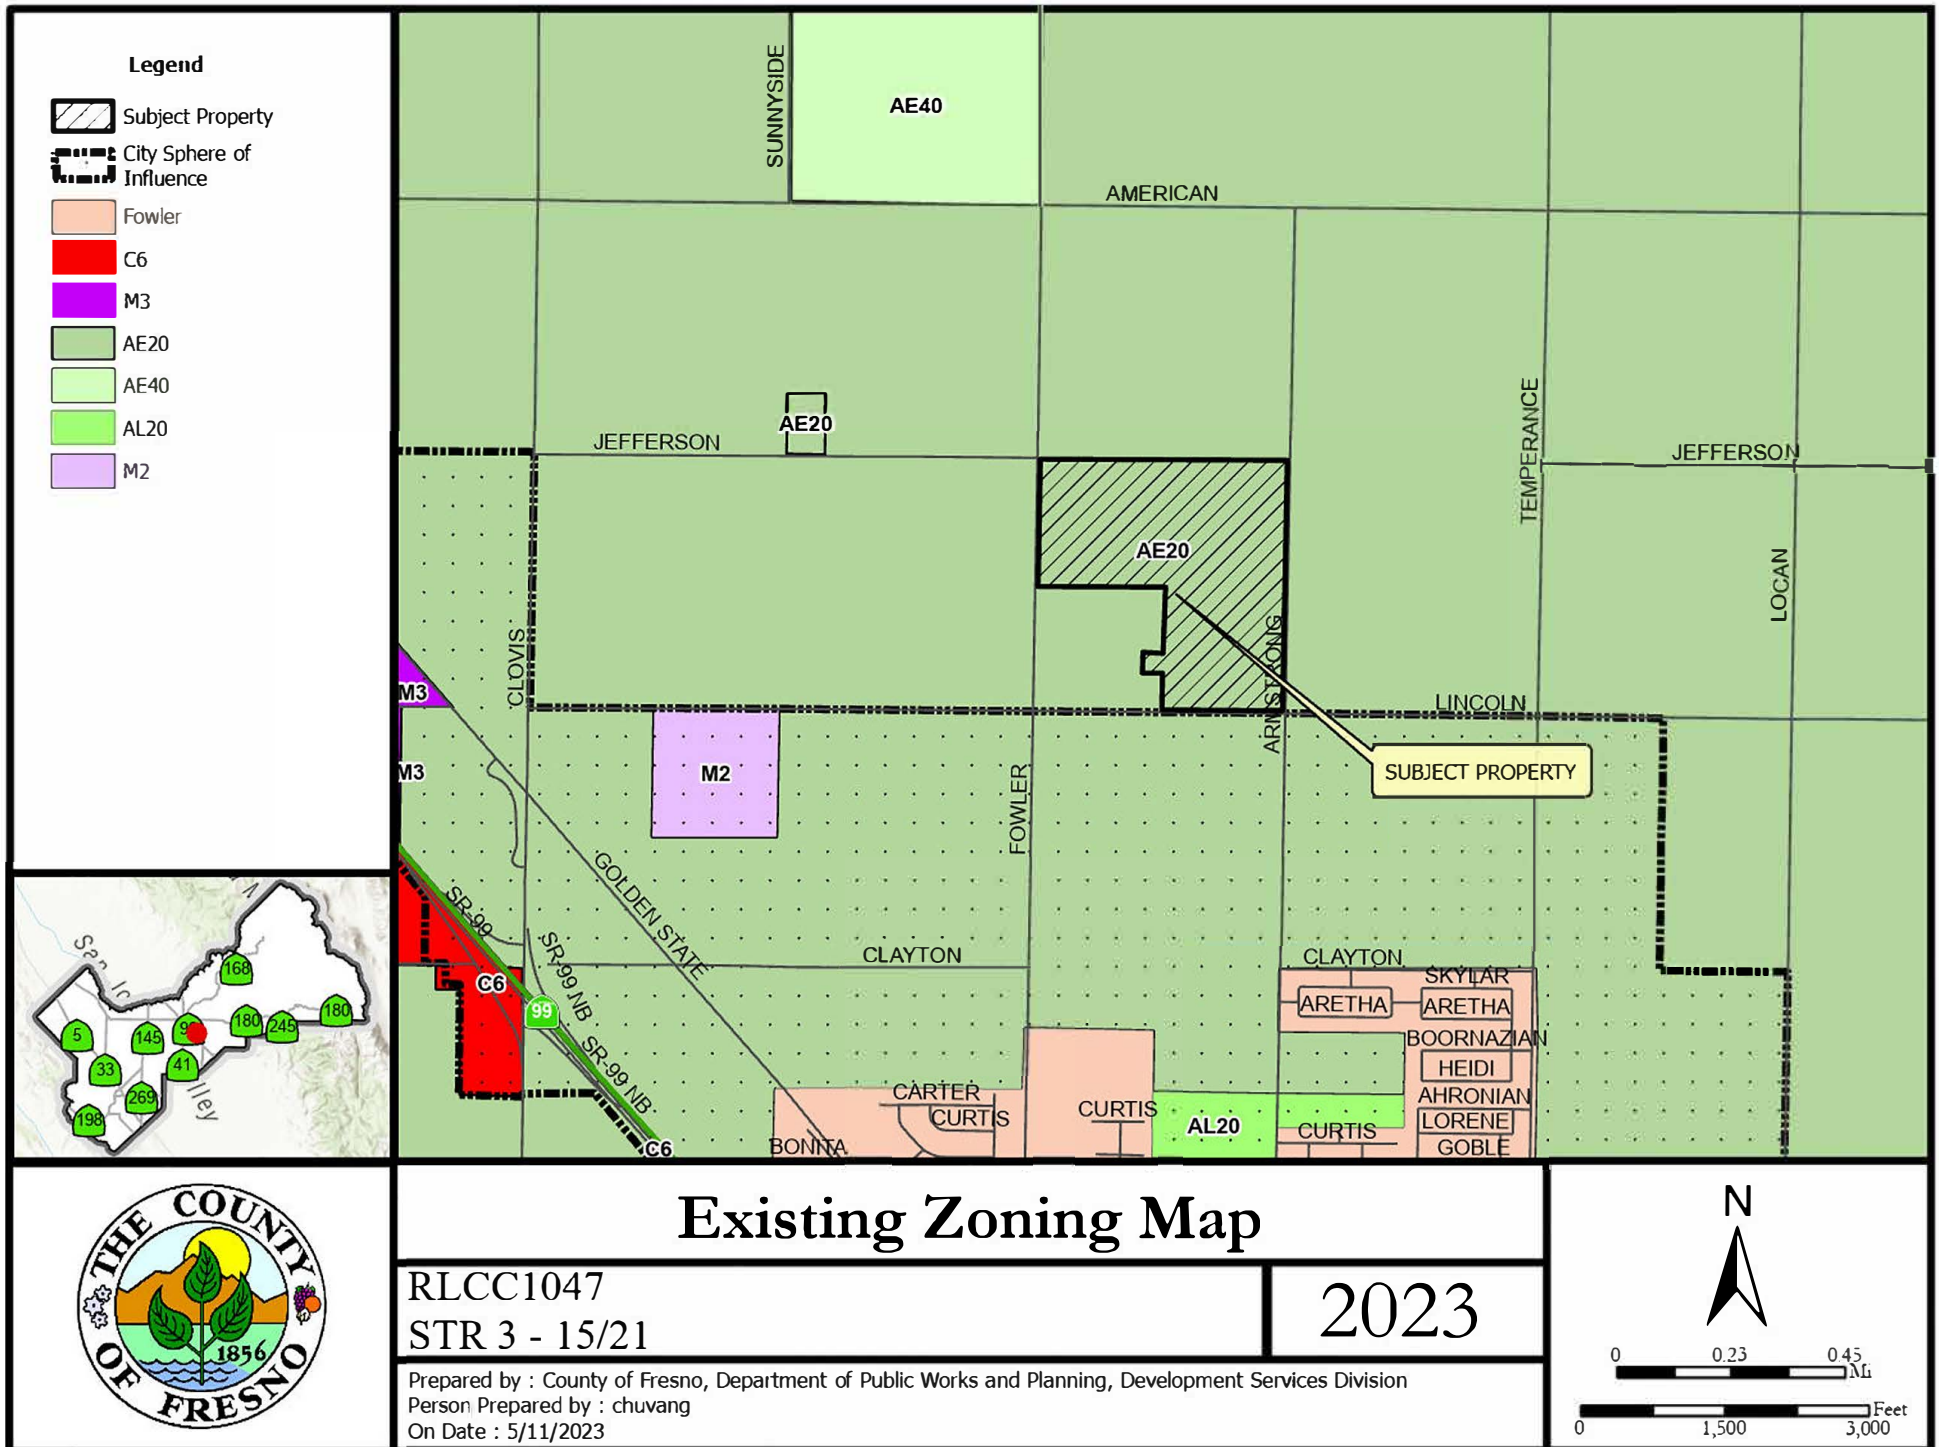 Legend
Subject Property
City Sphere of
Influence
Fowler
C6
M3
AE20
AE40
AL20
M2
SUNNYSIDE
AE40
AMERICAN
AE20
JEFFERSON
TEMPERANCE
JEFFERSON
AE20
LOCAN
CLOVIS
ARMSTRONG
M3
LINCOLN
M3
M2
SUBJECT PROPERTY
FOWLER
GOLDEN STATE
SR-99
SR-99 NB
CLAYTON
CLAYTON
C6
99
SKYLAR
ARETHA
ARETHA
BOORNAZIAN
SR-99 NB
HEIDI
CARTER
CURTIS
CURTIS
AHRONIAN
AL20
CURTIS
LORENE
BONITA
GOBLE
C6
San Jo
lley
168
180
5
145
9
180
245
33
41
269
198
THE COUNTY
OF FRESNO
1856
Existing Zoning Map
RLCC1047
STR 3 - 15/21
2023
Prepared by : County of Fresno, Department of Public Works and Planning, Development Services Division
Person Prepared by : chuvang
On Date : 5/11/2023
N
0 0.23 0.45
Mi
Feet
0 1,500 3,000